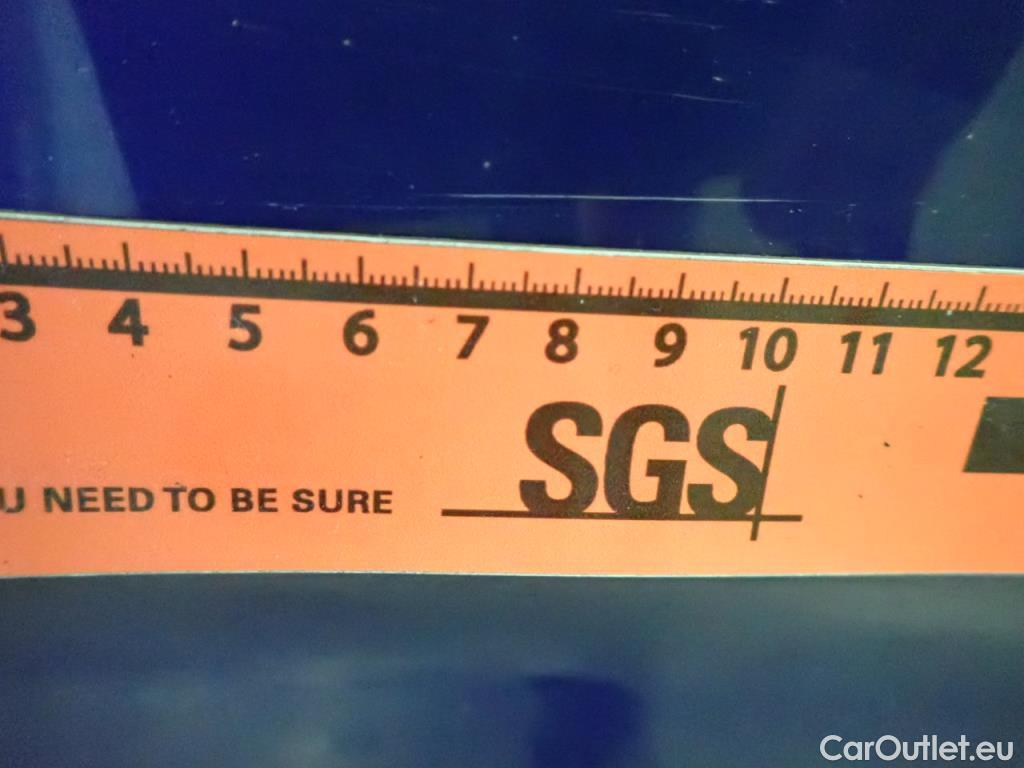 3 4 5 6 7 8 9 10 11 12
U NEED TO BE SURE
SGS
CarOutlet.eu